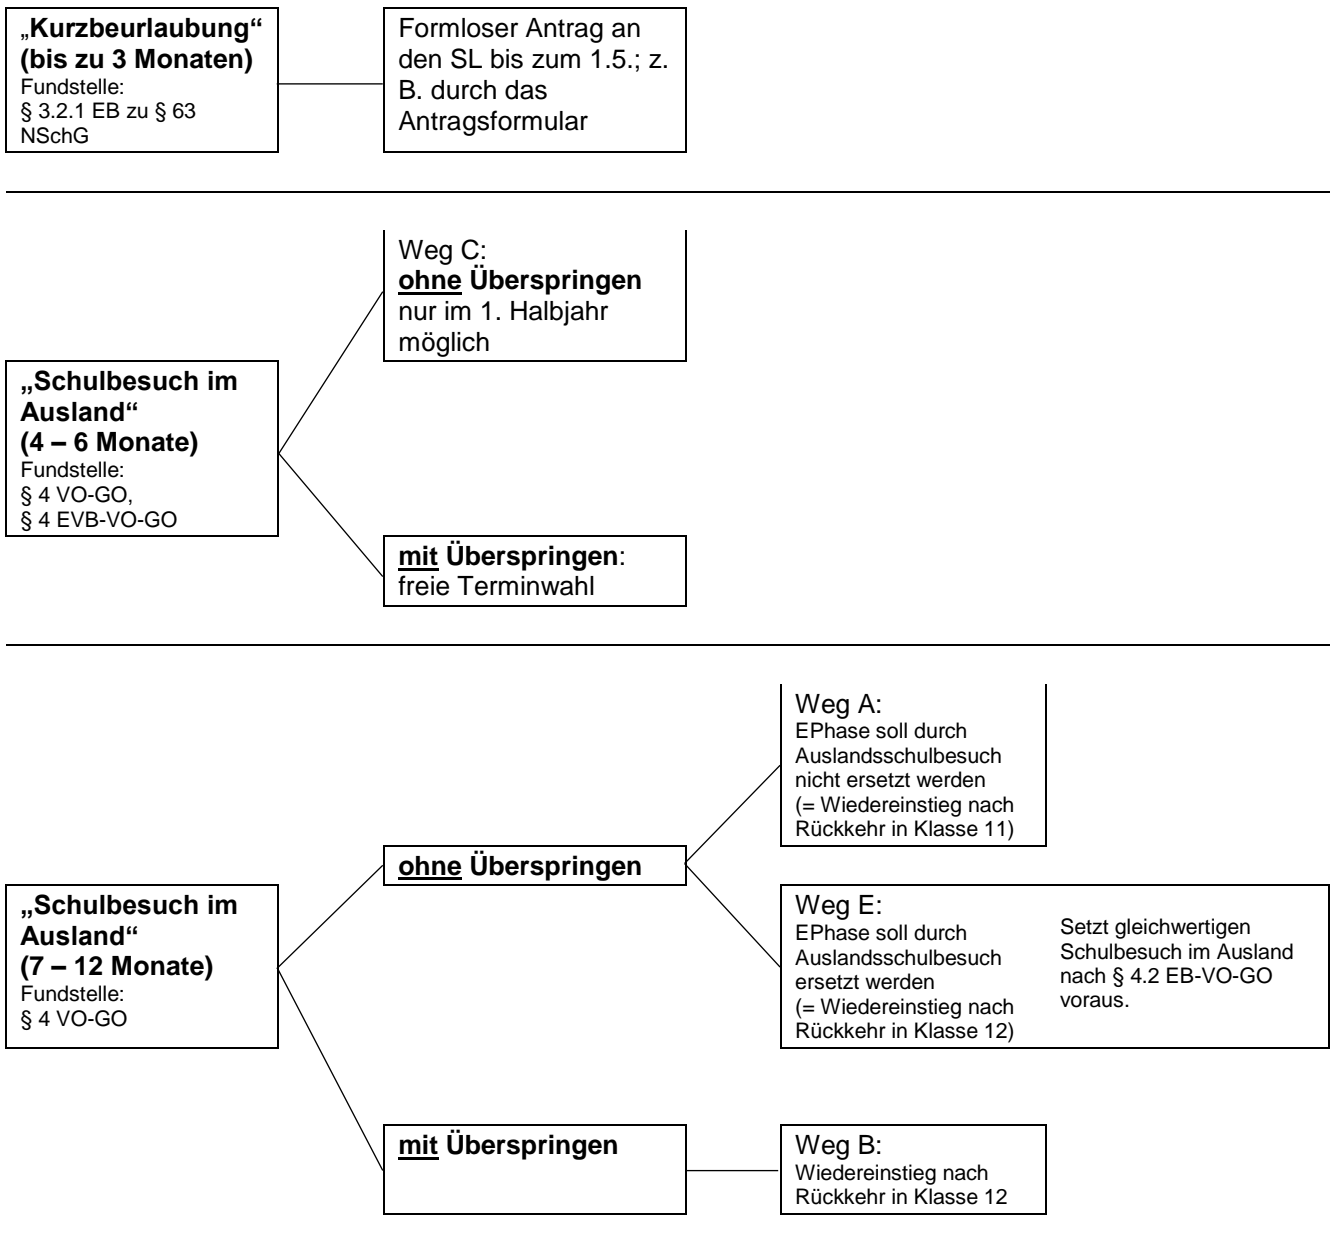 „Kurzbeurlaubung“
(bis zu 3 Monaten)
Fundstelle:
§ 3.2.1 EB zu § 63
NSchG
Formloser Antrag an
den SL bis zum 1.5.; z.
B. durch das
Antragsformular
Weg C:
ohne Überspringen
nur im 1. Halbjahr
möglich
„Schulbesuch im
Ausland“
(4 – 6 Monate)
Fundstelle:
§ 4 VO-GO,
§ 4 EVB-VO-GO
mit Überspringen:
freie Terminwahl
Weg A:
EPhase soll durch
Auslandsschulbesuch
nicht ersetzt werden
(= Wiedereinstieg nach
Rückkehr in Klasse 11)
ohne Überspringen
„Schulbesuch im
Ausland“
(7 – 12 Monate)
Fundstelle:
§ 4 VO-GO
Weg E:
EPhase soll durch
Auslandsschulbesuch
ersetzt werden
(= Wiedereinstieg nach
Rückkehr in Klasse 12)
Setzt gleichwertigen
Schulbesuch im Ausland
nach § 4.2 EB-VO-GO
voraus.
mit Überspringen
Weg B:
Wiedereinstieg nach
Rückkehr in Klasse 12